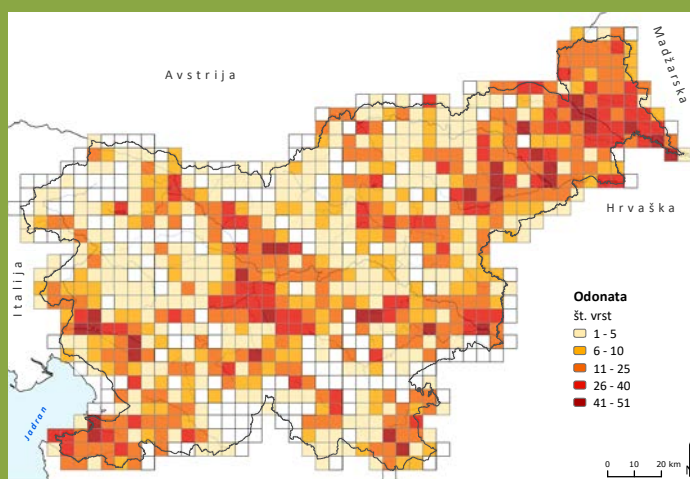 Avstrija
Madžarska
Hrvaška
Italija
Jadran
Odonata
št. vrst
1 - 5
6 - 10
11 - 25
26 - 40
41 - 51
0 10 20 km
N